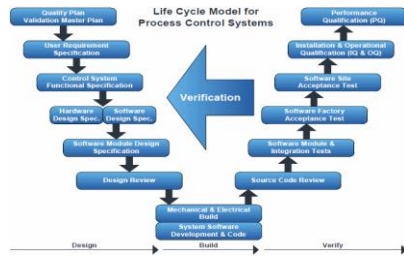 Life Cycle Model for
Process Control Systems
Quality Plan
Validation Master Plan
User Requirement
Specification
Control System
Functional Specification
Hardware
Design Spec.
Software
Design Spec.
Software Module Design
Specification
Design Review
Mechanical & Electrical
Build
System Software
Development & Code
Verification
Source Code Review
Software Module &
Integration Tests
Software Factory
Acceptance Test
Software Site
Acceptance Test
Installation & Operational
Qualification (IQ & OQ)
Performance
Qualification (PQ)
Design
Build
Verify